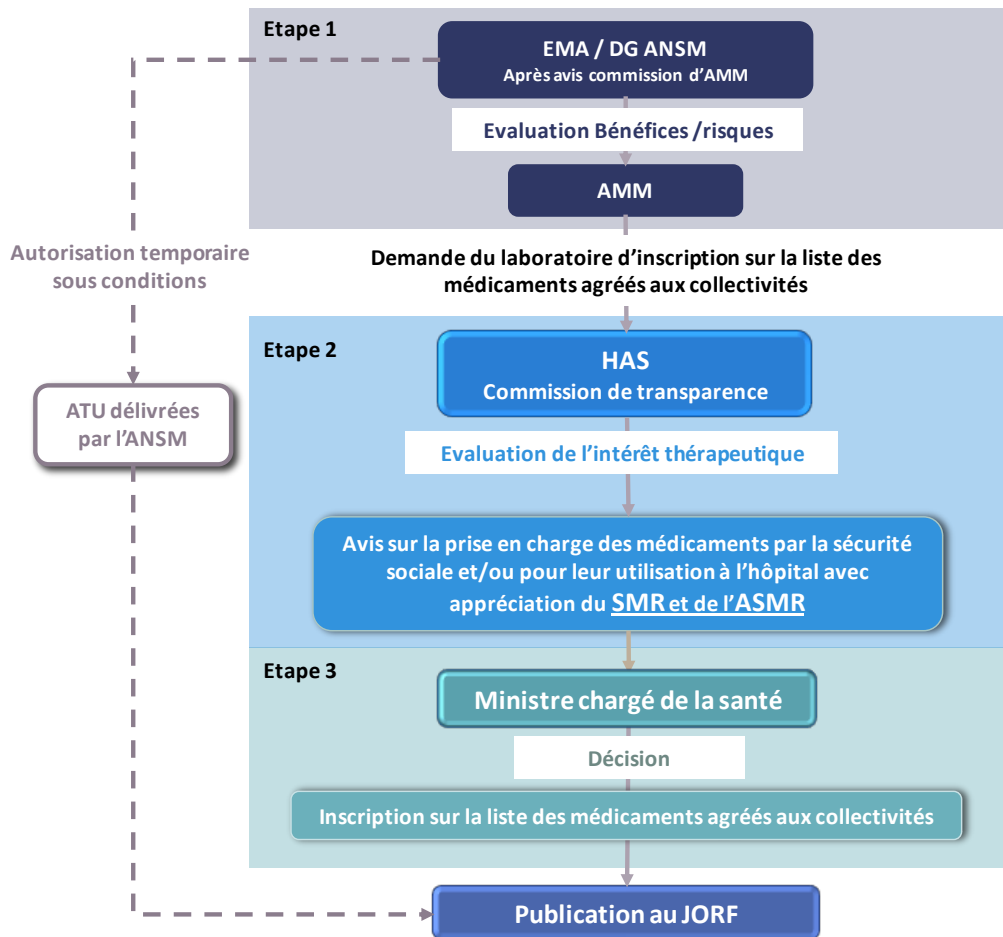 Etape 1
EMA / DG ANSM
Après avis commission d’AMM
Evaluation Bénéfices /risques
AMM
Autorisation temporaire
sous conditions
Demande du laboratoire d’inscription sur la liste des
médicaments agréés aux collectivités
Etape 2
HAS
Commission de transparence
ATU délivrées
par l’ANSM
Evaluation de l’intérêt thérapeutique
Avis sur la prise en charge des médicaments par la sécurité
sociale et/ou pour leur utilisation à l’hôpital avec
appréciation du SMR et de l’ASMR
Etape 3
Ministre chargé de la santé
Décision
Inscription sur la liste des médicaments agréés aux collectivités
Publication au JORF